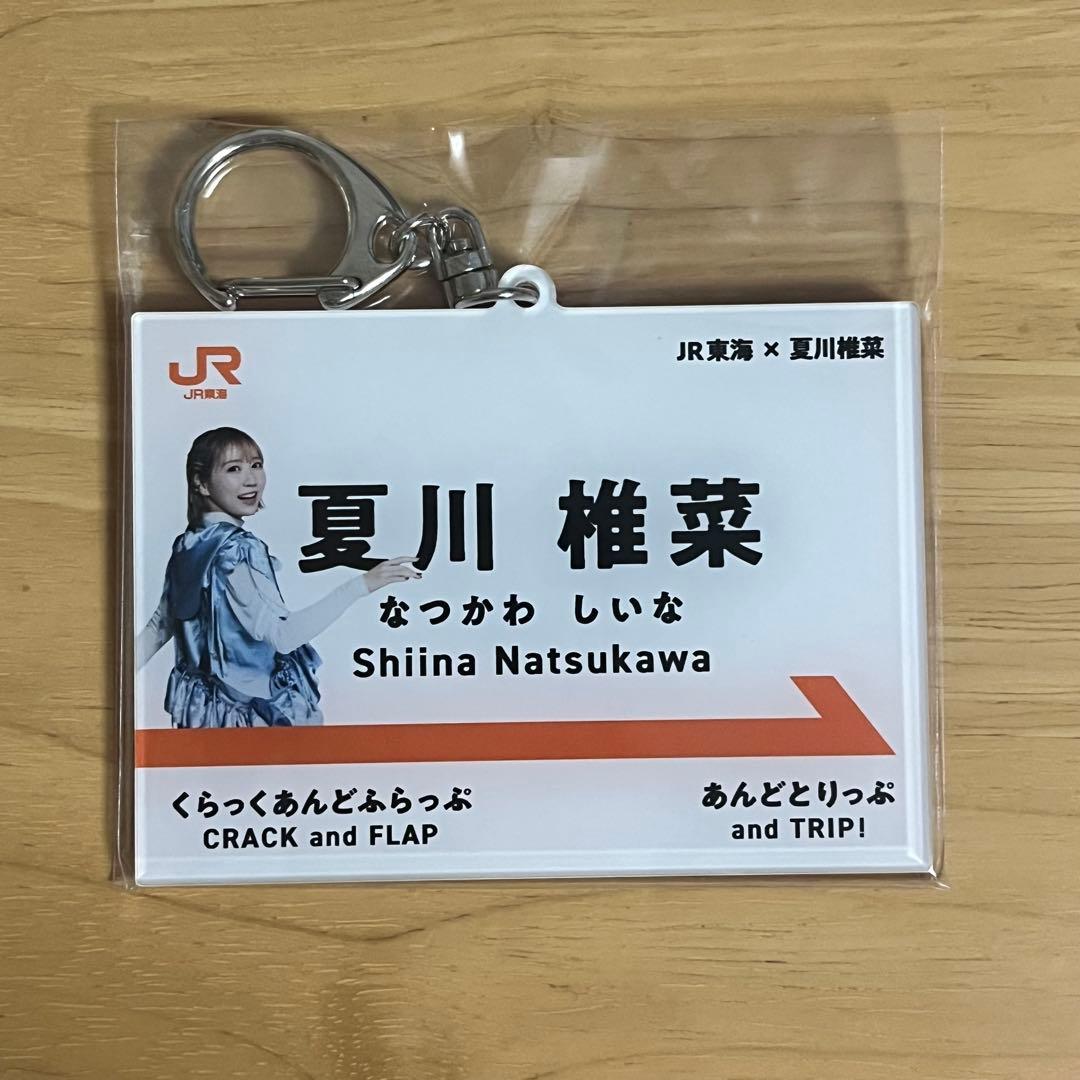 JR
JR東海
JR東海 × 夏川椎菜
夏川 椎菜
なつかわ しいな
Shiina Natsukawa
くらっくあんどふらっぷ
CRACK and FLAP
あんどとりっぷ
and TRIP!